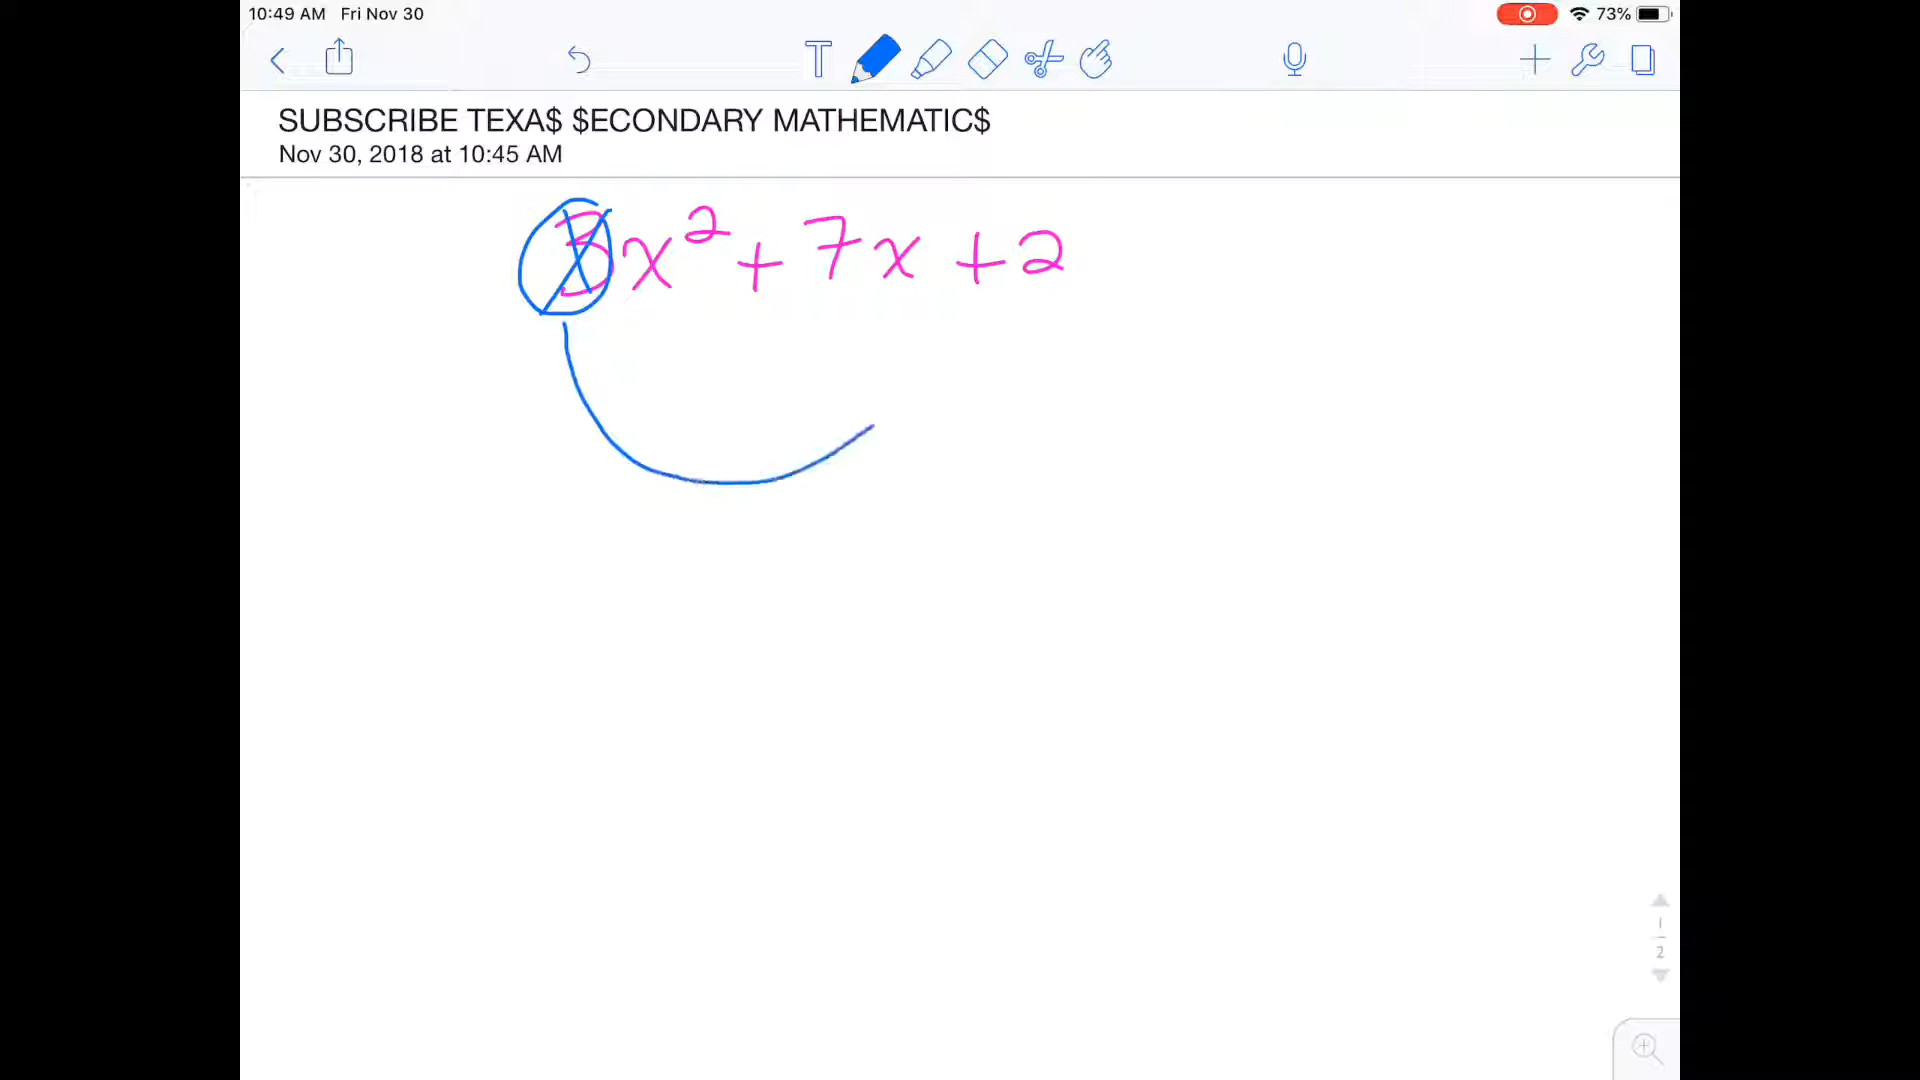 10:49 AM Fri Nov 30 73%
T
SUBSCRIBE TEXA$ $ECONDARY MATHEMATIC$
Nov 30, 2018 at 10:45 AM
3x² + 7x + 2
1
2